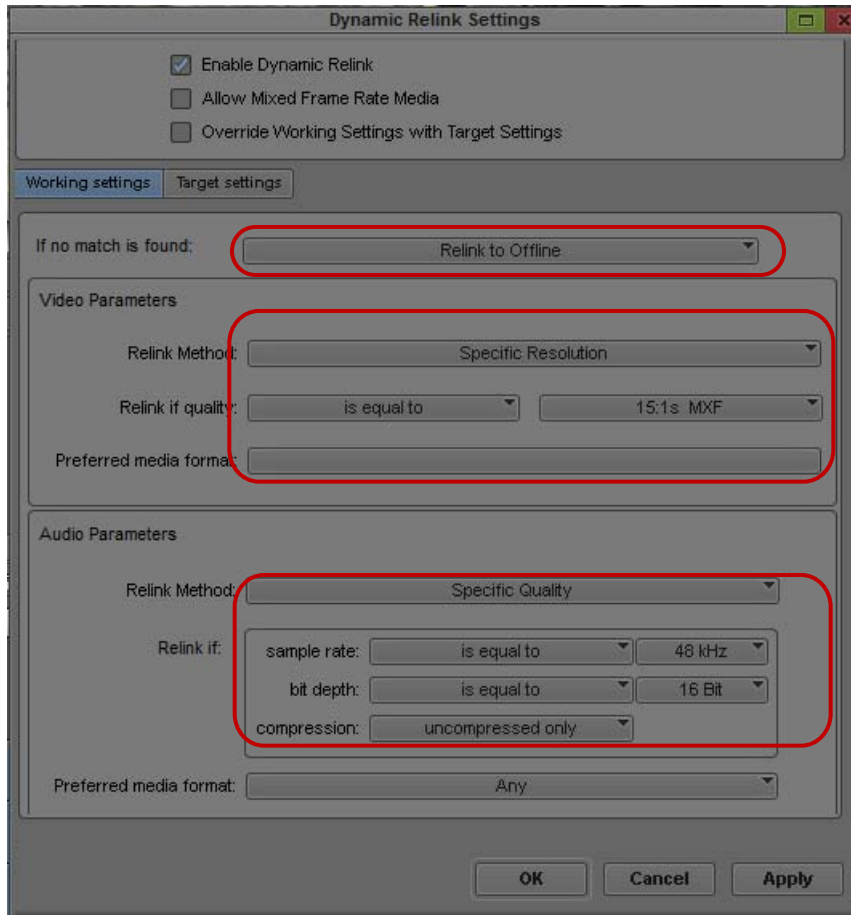 Dynamic Relink Settings
Enable Dynamic Relink
Allow Mixed Frame Rate Media
Override Working Settings with Target Settings
Working settings Target settings
If no match is found: Relink to Offline
Video Parameters
Relink Method: Specific Resolution
Relink if quality: is equal to 15:1s MXF
Preferred media format:
Audio Parameters
Relink Method: Specific Quality
Relink if: sample rate: is equal to 48 kHz
bit depth: is equal to 16 Bit
compression: uncompressed only
Preferred media format: Any
OK Cancel Apply